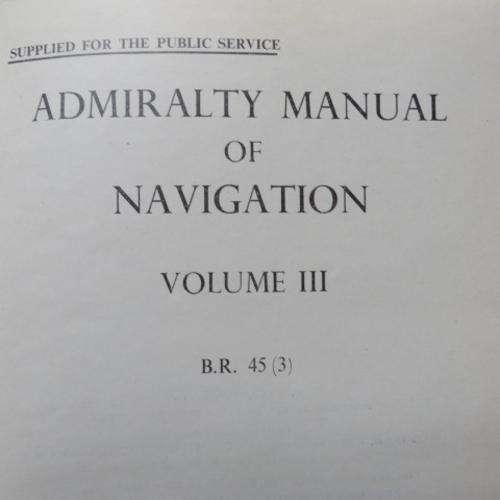 SUPPLIED FOR THE PUBLIC SERVICE
ADMIRALTY MANUAL
OF
NAVIGATION
VOLUME III
B.R. 45 (3)